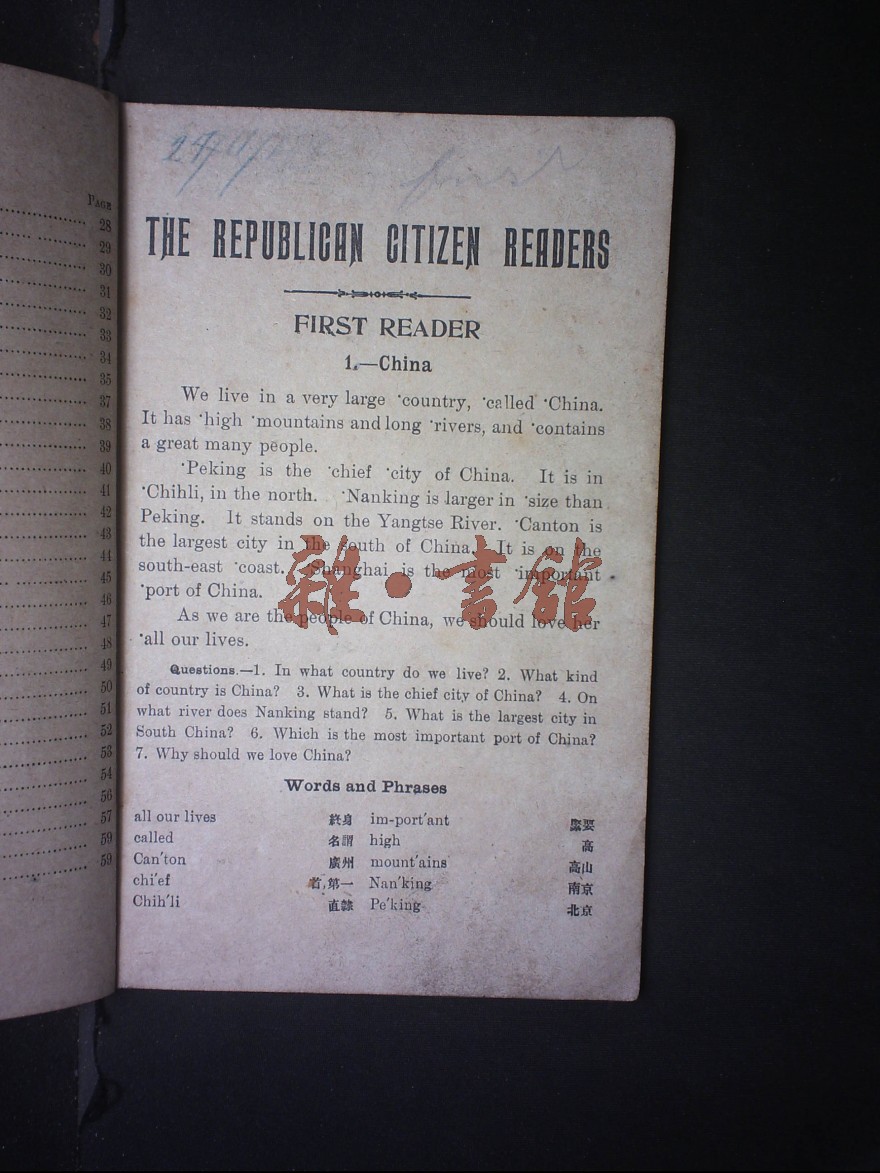 PAGE
28
29
30
31
32
33
34
35
37
38
39
40
41
42
43
44
45
46
47
48
49
50
51
52
53
54
56
57
59
59
THE REPUBLICAN CITIZEN READERS
FIRST READER
1.—China
We live in a very large ·country, ·called ·China.
It has ·high ·mountains and long ·rivers, and ·contains
a great many people.
·Peking is the ·chief ·city of China. It is in
·Chihli, in the north. ·Nanking is larger in ·size than
Peking. It stands on the Yangtse River. ·Canton is
the largest city in the south of China. It is on the
south-east ·coast. ·Shanghai is the most ·important
·port of China.
As we are the people of China, we should love her
·all our lives.
Questions.—1. In what country do we live? 2. What kind
of country is China? 3. What is the chief city of China? 4. On
what river does Nanking stand? 5. What is the largest city in
South China? 6. Which is the most important port of China?
7. Why should we love China?
Words and Phrases
all our lives 終身 im-port′ant 緊要
called 名謂 high 高
Can′ton 廣州 mount′ains 高山
chi′ef 首,第一 Nan′king 南京
Chih′li 直隸 Pe′king 北京
雜·書館